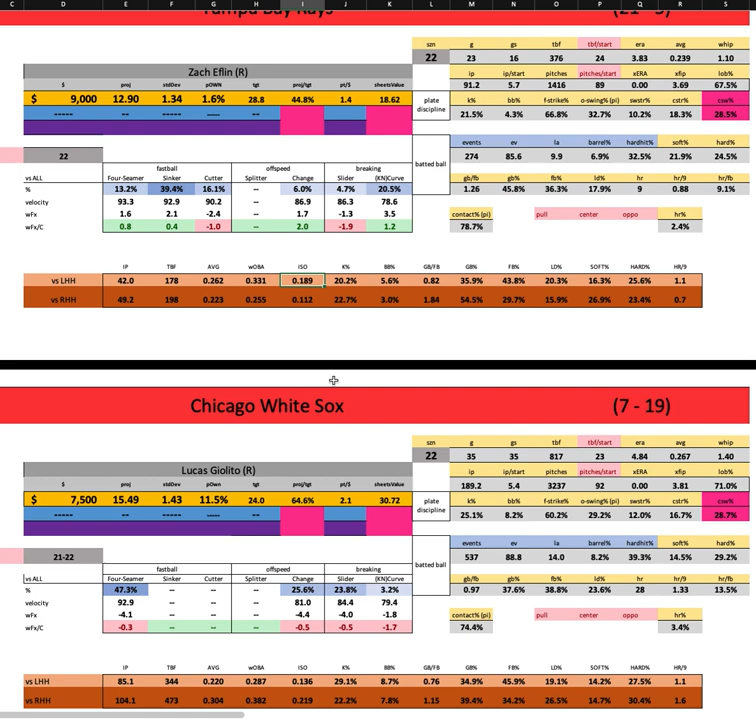 C D E F G H I J K L M N O P Q R S
Tampa Bay Rays
szn g gs tbf tbf/start era avg whip
22 23 16 376 24 3.83 0.239 1.10
Zach Eflin (R) ip ip/start pitches pitches/start xERA xfip lob%
$ proj stdDev pOWN tgt proj/tgt pt/$ sheetsValue 91.2 5.7 1416 89 0.00 3.69 67.5%
$ 9,000 12.90 1.34 1.6% 28.8 44.8% 1.4 18.62 plate discipline k% bb% f-strike% o-swing% (pi) swstr% cstr% csw%
----- --- --- ---- -- 21.5% 4.3% 66.8% 32.7% 10.2% 18.3% 28.5%
batted ball events ev la barrel% hardhit% soft% hard%
22 274 85.6 9.9 6.9% 32.5% 21.9% 24.5%
fastball offspeed breaking
vs ALL Four-Seamer Sinker Cutter Splitter Change Slider (KN)Curve gb/fb gb% fb% ld% hr hr/9 hr/fb
% 13.2% 39.4% 16.1% -- 6.0% 4.7% 20.5% 1.26 45.8% 36.3% 17.9% 9 0.88 9.1%
velocity 93.3 92.9 90.2 -- 86.9 86.3 78.6
wFx 1.6 2.1 -2.4 -- 1.7 -1.3 3.5 contact% (pi) pull center oppo hr%
wFx/C 0.8 0.4 -1.0 -- 2.0 -1.9 1.2 78.7% 2.4%
IP TBF AVG wOBA ISO K% BB% GB/FB GB% FB% LD% SOFT% HARD% HR/9
vs LHH 42.0 178 0.262 0.331 0.189 20.2% 5.6% 0.82 35.9% 43.8% 20.3% 16.3% 25.6% 1.1
vs RHH 49.2 198 0.223 0.255 0.112 22.7% 3.0% 1.84 54.5% 29.7% 15.9% 26.9% 23.4% 0.7
Chicago White Sox (7 - 19)
szn g gs tbf tbf/start era avg whip
22 35 35 817 23 4.84 0.267 1.40
Lucas Giolito (R) ip ip/start pitches pitches/start xERA xfip lob%
$ proj stdDev pOwn tgt proj/tgt pt/$ sheetsValue 189.2 5.4 3237 92 0.00 3.81 71.0%
$ 7,500 15.49 1.43 11.5% 24.0 64.6% 2.1 30.72 plate discipline k% bb% f-strike% o-swing% (pi) swstr% cstr% csw%
----- --- --- ---- -- 25.1% 8.2% 60.2% 29.2% 12.0% 16.7% 28.7%
batted ball events ev la barrel% hardhit% soft% hard%
21-22 537 88.8 14.0 8.2% 39.3% 14.5% 29.2%
fastball offspeed breaking
vs ALL Four-Seamer Sinker Cutter Splitter Change Slider (KN)Curve gb/fb gb% fb% ld% hr hr/9 hr/fb
% 47.3% -- -- -- 25.6% 23.8% 3.2% 0.97 37.6% 38.8% 23.6% 28 1.33 13.5%
velocity 92.9 -- -- -- 81.0 84.4 79.4
wFx -4.1 -- -- -- -4.4 -4.0 -1.8 contact% (pi) pull center oppo hr%
wFx/C -0.3 -- -- -- -0.5 -0.5 -1.7 74.4% 3.4%
IP TBF AVG wOBA ISO K% BB% GB/FB GB% FB% LD% SOFT% HARD% HR/9
vs LHH 85.1 344 0.220 0.287 0.136 29.1% 8.7% 0.76 34.9% 45.9% 19.1% 14.2% 27.5% 1.1
vs RHH 104.1 473 0.304 0.382 0.219 22.2% 7.8% 1.15 39.4% 34.2% 26.5% 14.7% 30.4% 1.6